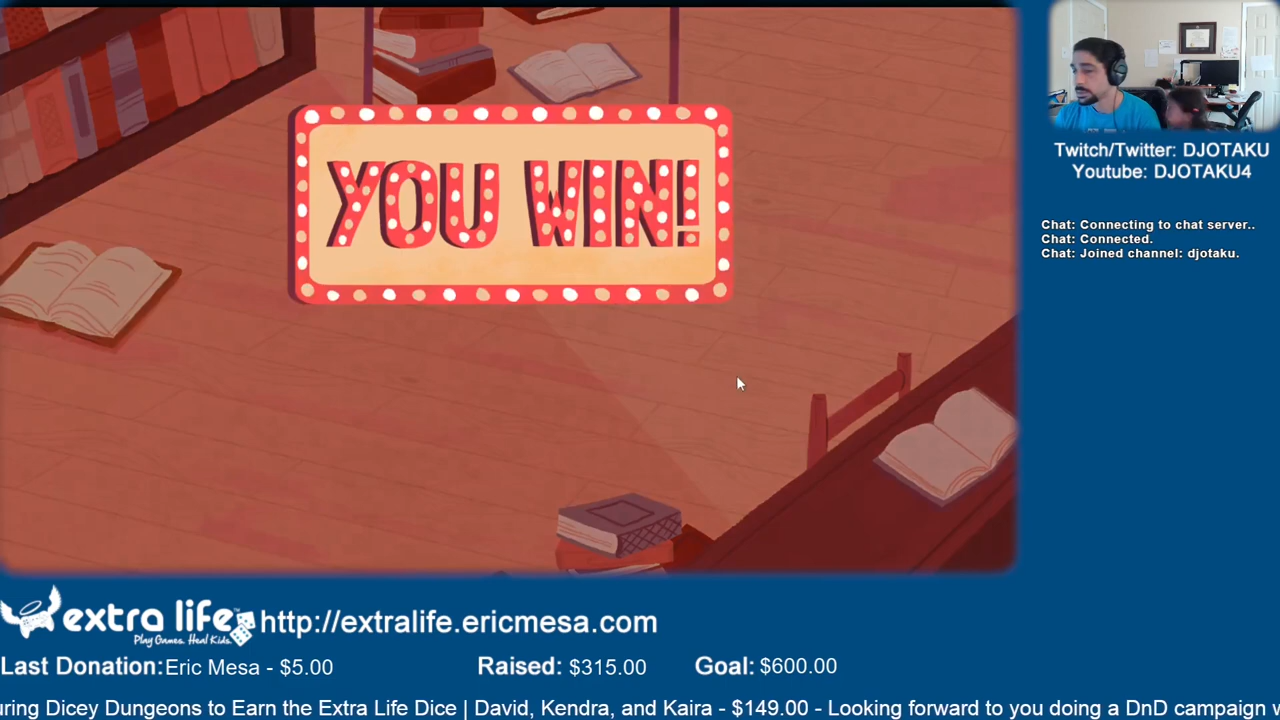 YOU WIN!
Twitch/Twitter: DJOTAKU
Youtube: DJOTAKU4
Chat: Connecting to chat server..
Chat: Connected.
Chat: Joined channel: djotaku.
extra life
Play Games. Heal Kids.
http://extralife.ericmesa.com
Last Donation: Eric Mesa - $5.00 Raised: $315.00 Goal: $600.00
uring Dicey Dungeons to Earn the Extra Life Dice | David, Kendra, and Kaira - $149.00 - Looking forward to you doing a DnD campaign w